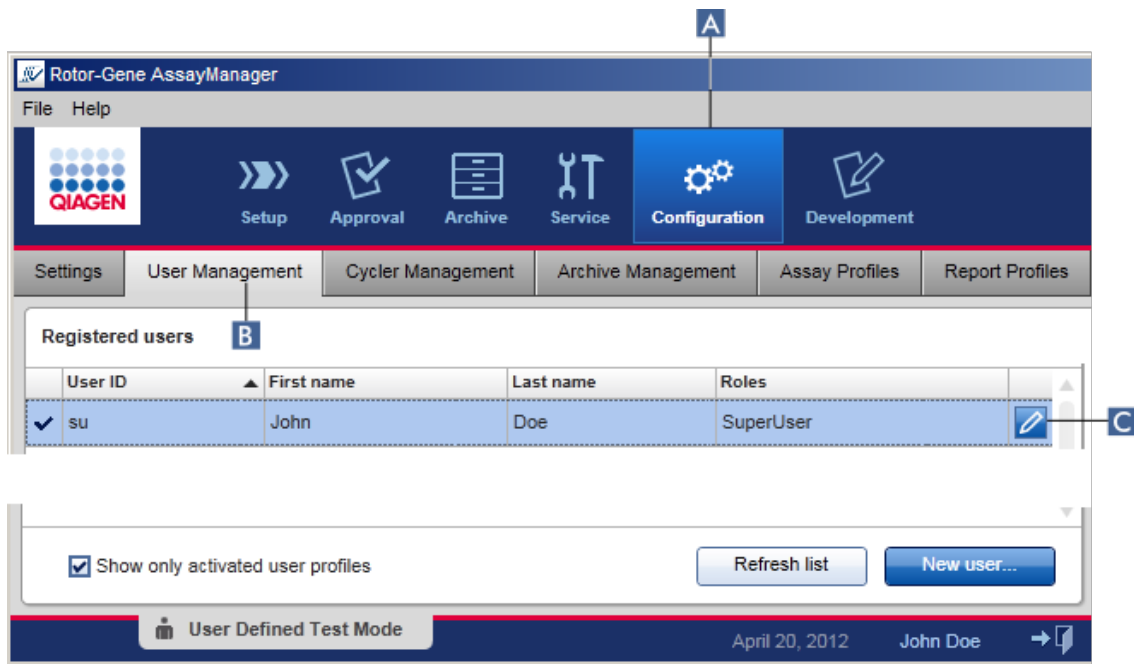 A
Rotor-Gene AssayManager
File Help
QIAGEN
Setup Approval Archive Service Configuration Development
Settings User Management Cycler Management Archive Management Assay Profiles Report Profiles
Registered users B
User ID First name Last name Roles
su John Doe SuperUser C
Show only activated user profiles Refresh list New user...
User Defined Test Mode April 20, 2012 John Doe